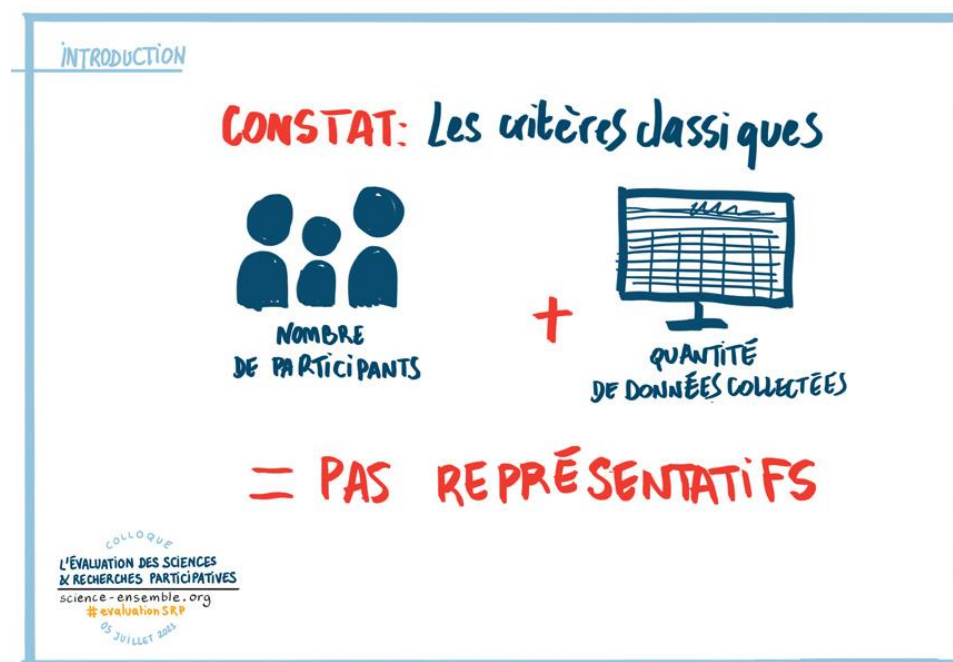 INTRODUCTION
CONSTAT: Les critères classiques
NOMBRE
DE PARTICIPANTS
+
QUANTITÉ
DE DONNÉES COLLECTÉES
= PAS REPRÉSENTATIFS
COLLOQUE
L'ÉVALUATION DES SCIENCES
& RECHERCHES PARTICIPATIVES
science-ensemble.org
#evaluationSRP
05 JUILLET 2021